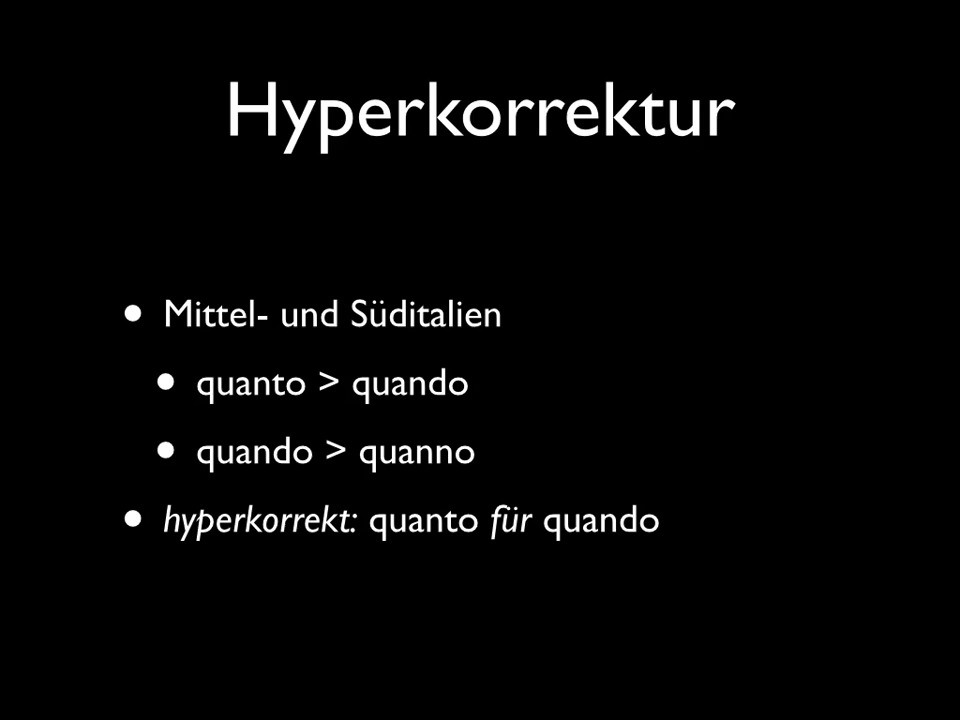 Hyperkorrektur
• Mittel- und Süditalien
• quanto > quando
• quando > quanno
• hyperkorrekt: quanto für quando